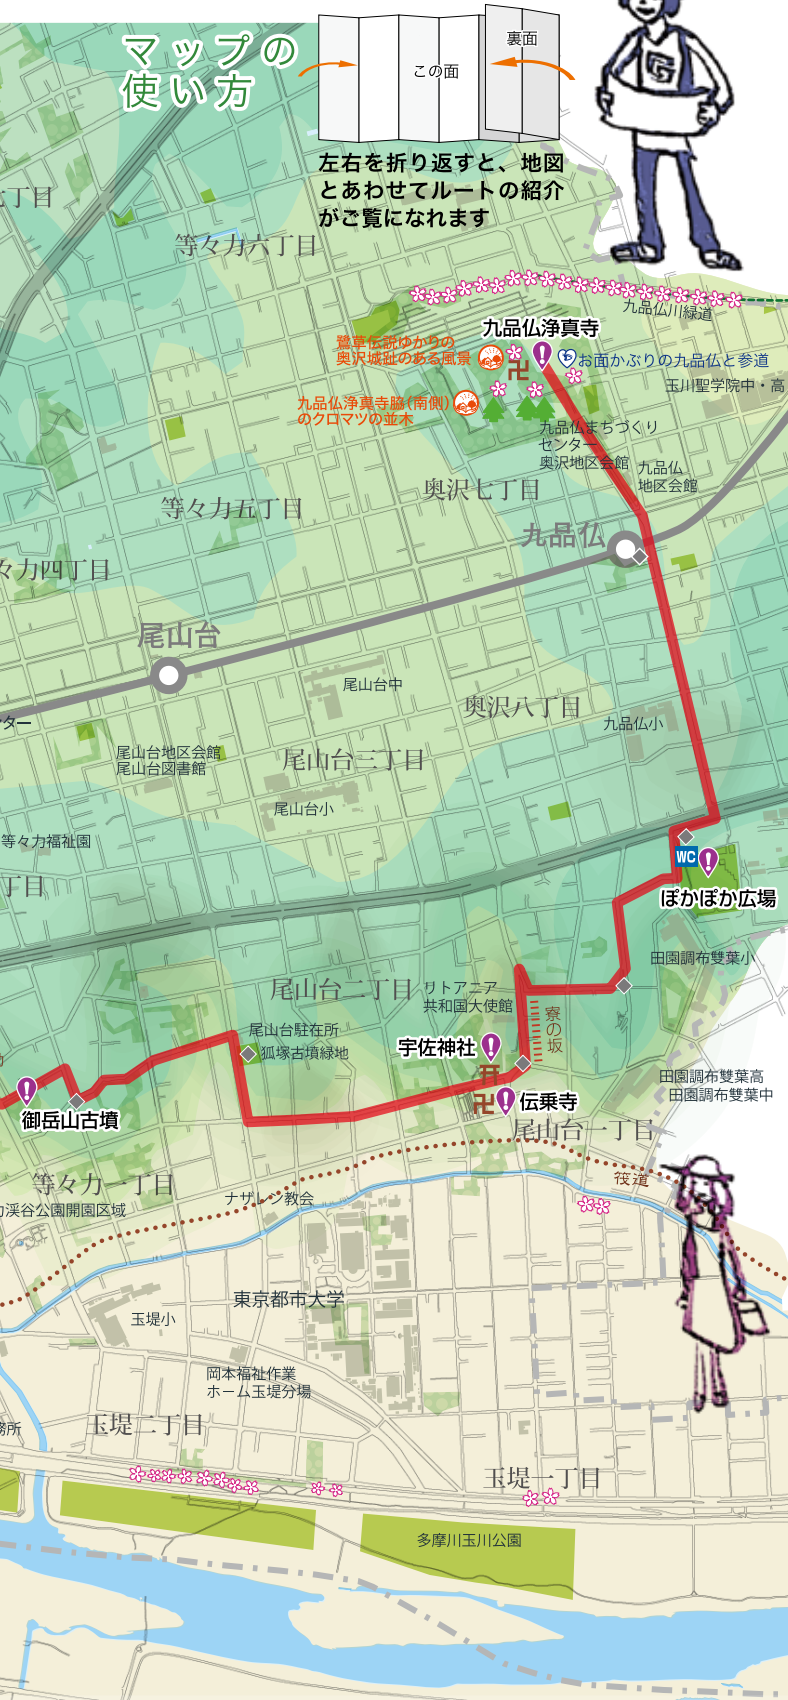 マップの
使い方
この面
裏面
左右を折り返すと、地図
とあわせてルートの紹介
がご覧になれます
七丁目
等々力六丁目
九品仏川緑道
九品仏浄真寺
鷺草伝説ゆかりの
奥沢城趾のある風景
お面かぶりの九品仏と参道
玉川聖学院中・高
九品仏浄真寺脇（南側）
のクロマツの並木
九品仏まちづくり
センター
奥沢地区会館
九品仏
地区会館
奥沢七丁目
等々力五丁目
九品仏
々力四丁目
尾山台
尾山台中
奥沢八丁目
九品仏小
ター
尾山台地区会館
尾山台図書館
尾山台三丁目
尾山台小
等々力福祉園
WC
丁目
ぽかぽか広場
田園調布雙葉小
尾山台二丁目
リトアニア
共和国大使館
寮の坂
尾山台駐在所
狐塚古墳緑地
宇佐神社
田園調布雙葉高
田園調布雙葉中
伝乗寺
御岳山古墳
尾山台一丁目
等々力一丁目
筏道
ナザレン教会
力渓谷公園開園区域
東京都市大学
玉堤小
岡本福祉作業
ホーム玉堤分場
玉堤二丁目
務所
玉堤一丁目
多摩川玉川公園